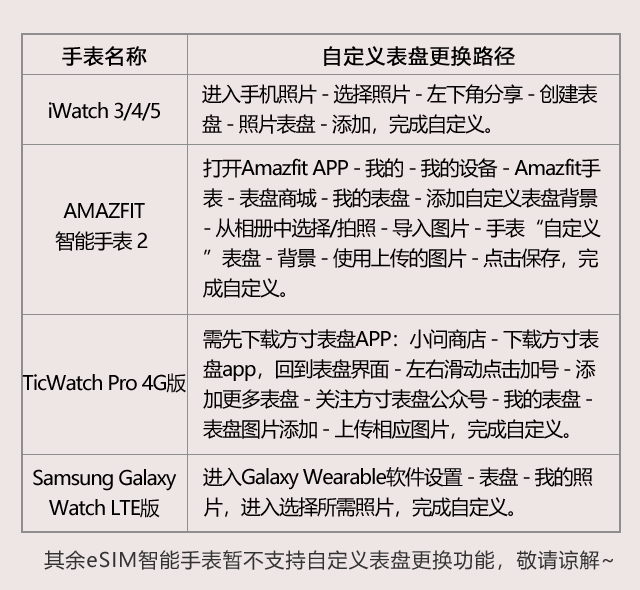 手表名称
自定义表盘更换路径
iWatch 3/4/5
进入手机照片 - 选择照片 - 左下角分享 - 创建表
盘 - 照片表盘 - 添加，完成自定义。
AMAZFIT
智能手表 2
打开Amazfit APP - 我的 - 我的设备 - Amazfit手
表 - 表盘商城 - 我的表盘 - 添加自定义表盘背景
- 从相册中选择/拍照 - 导入图片 - 手表“自定义
”表盘 - 背景 - 使用上传的图片 - 点击保存，完
成自定义。
TicWatch Pro 4G版
需先下载方寸表盘APP：小问商店 - 下载方寸表
盘app，回到表盘界面 - 左右滑动点击加号 - 添
加更多表盘 - 关注方寸表盘公众号 - 我的表盘 -
表盘图片添加 - 上传相应图片，完成自定义。
Samsung Galaxy
Watch LTE版
进入Galaxy Wearable软件设置 - 表盘 - 我的照
片，进入选择所需照片，完成自定义。
其余eSIM智能手表暂不支持自定义表盘更换功能，敬请谅解~